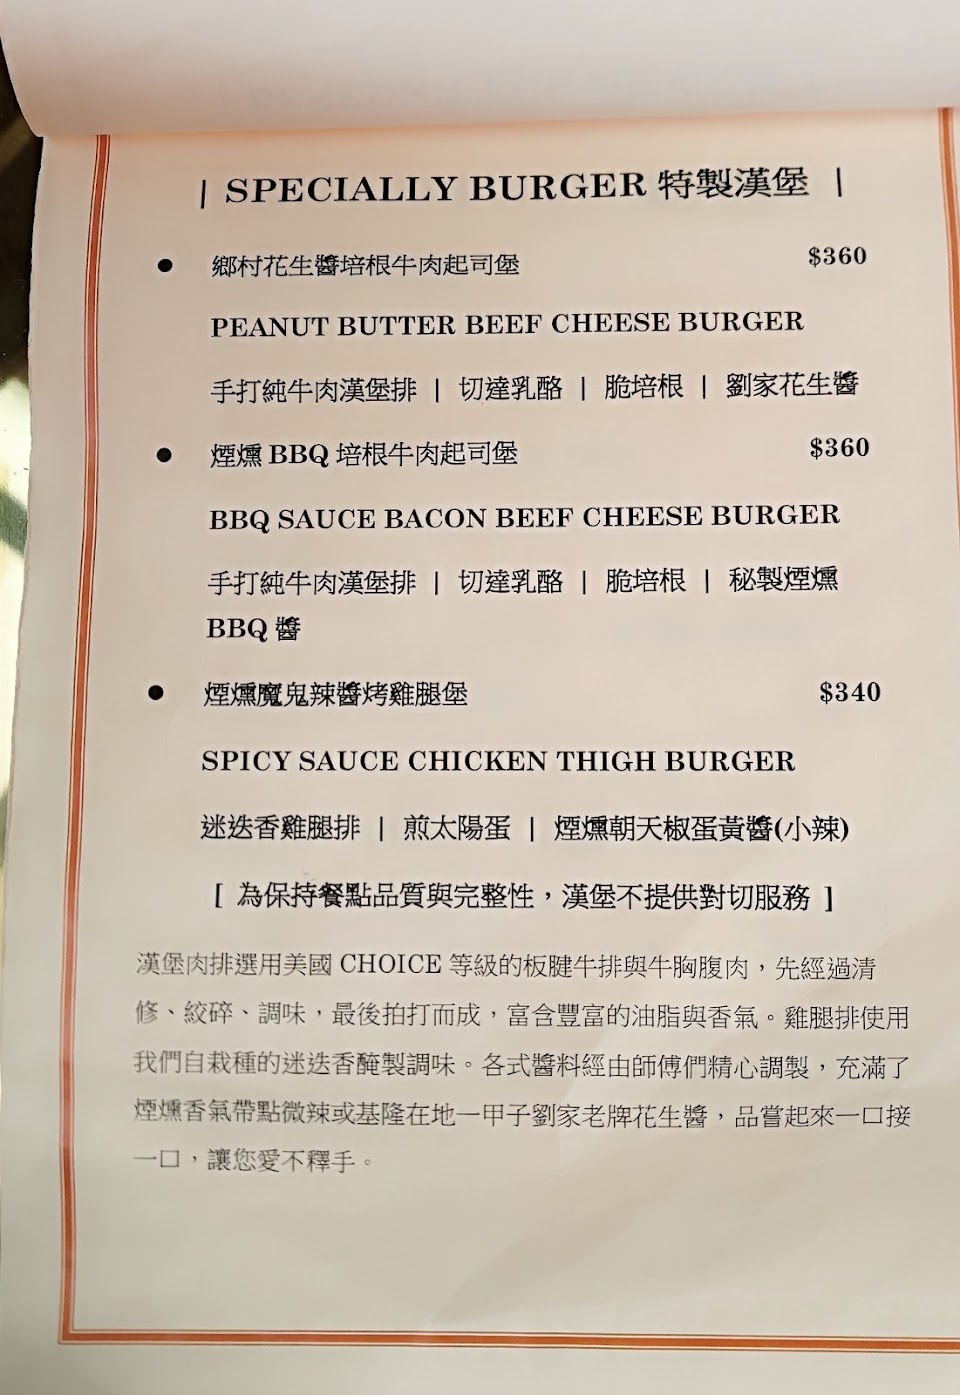 | SPECIALLY BURGER 特製漢堡 |
● 鄉村花生醬培根牛肉起司堡 $360
PEANUT BUTTER BEEF CHEESE BURGER
手打純牛肉漢堡排 | 切達乳酪 | 脆培根 | 劉家花生醬
● 煙燻 BBQ 培根牛肉起司堡 $360
BBQ SAUCE BACON BEEF CHEESE BURGER
手打純牛肉漢堡排 | 切達乳酪 | 脆培根 | 秘製煙燻
BBQ 醬
● 煙燻魔鬼辣醬烤雞腿堡 $340
SPICY SAUCE CHICKEN THIGH BURGER
迷迭香雞腿排 | 煎太陽蛋 | 煙燻朝天椒蛋黃醬(小辣)
[ 為保持餐點品質與完整性，漢堡不提供對切服務 ]
漢堡肉排選用美國 CHOICE 等級的板腱牛排與牛胸腹肉，先經過清
修、絞碎、調味，最後拍打而成，富含豐富的油脂與香氣。雞腿排使用
我們自栽種的迷迭香醃製調味。各式醬料經由師傅們精心調製，充滿了
煙燻香氣帶點微辣或基隆在地一甲子劉家老牌花生醬，品嘗起來一口接
一口，讓您愛不釋手。